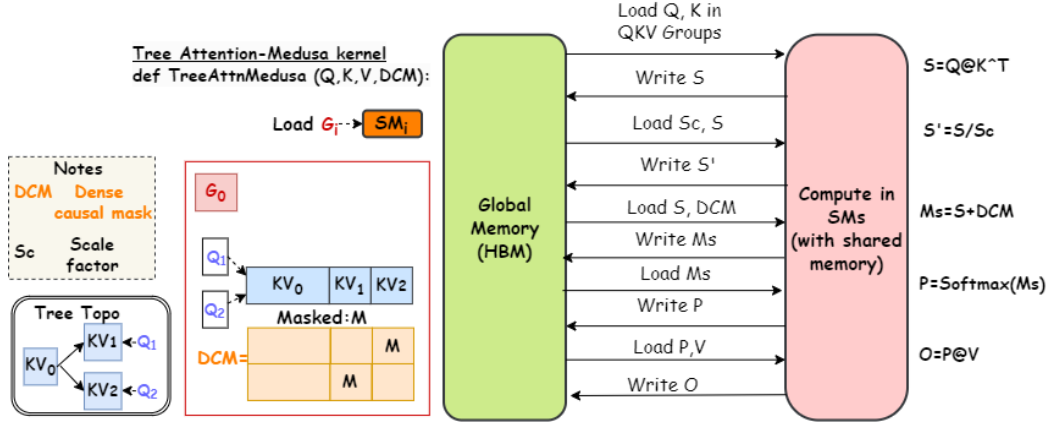 Tree Attention-Medusa kernel
def TreeAttnMedusa (Q,K,V,DCM):
Load Gi SMi
Notes
DCM Dense
causal mask
Sc Scale
factor
Tree Topo
KV0
KV1
Q1
KV2
Q2
G0
Q1
Q2
KV0 KV1 KV2
Masked:M
DCM=
M
M
Global
Memory
(HBM)
Load Q, K in
QKV Groups
Write S
Load Sc, S
Write S'
Load S, DCM
Write Ms
Load Ms
Write P
Load P,V
Write O
Compute in
SMs
(with shared
memory)
S=Q@K^T
S'=S/Sc
Ms=S+DCM
P=Softmax(Ms)
O=P@V